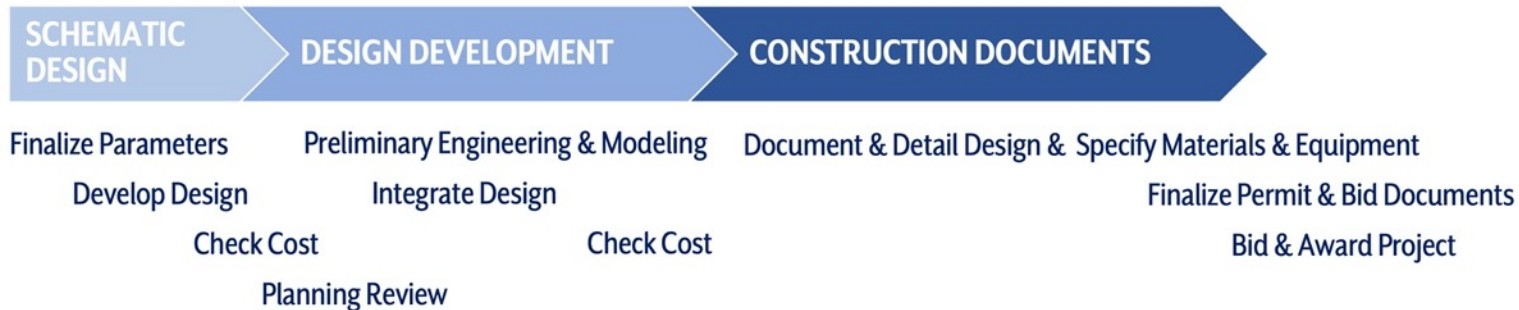 SCHEMATIC
DESIGN
DESIGN DEVELOPMENT
CONSTRUCTION DOCUMENTS
Finalize Parameters
Develop Design
Check Cost
Planning Review
Preliminary Engineering & Modeling
Integrate Design
Check Cost
Document & Detail Design & Specify Materials & Equipment
Finalize Permit & Bid Documents
Bid & Award Project